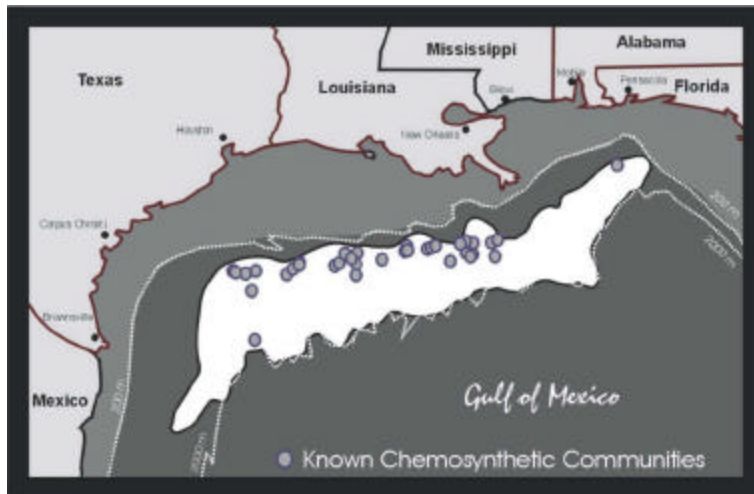 Mississippi
Alabama
Texas
Louisiana
Florida
Biloxi
Mobile
Pensacola
Houston
New Orleans
Corpus Christi
Brownsville
Mexico
200 m
2000 m
200 m
2000 m
Gulf of Mexico
Known Chemosynthetic Communities